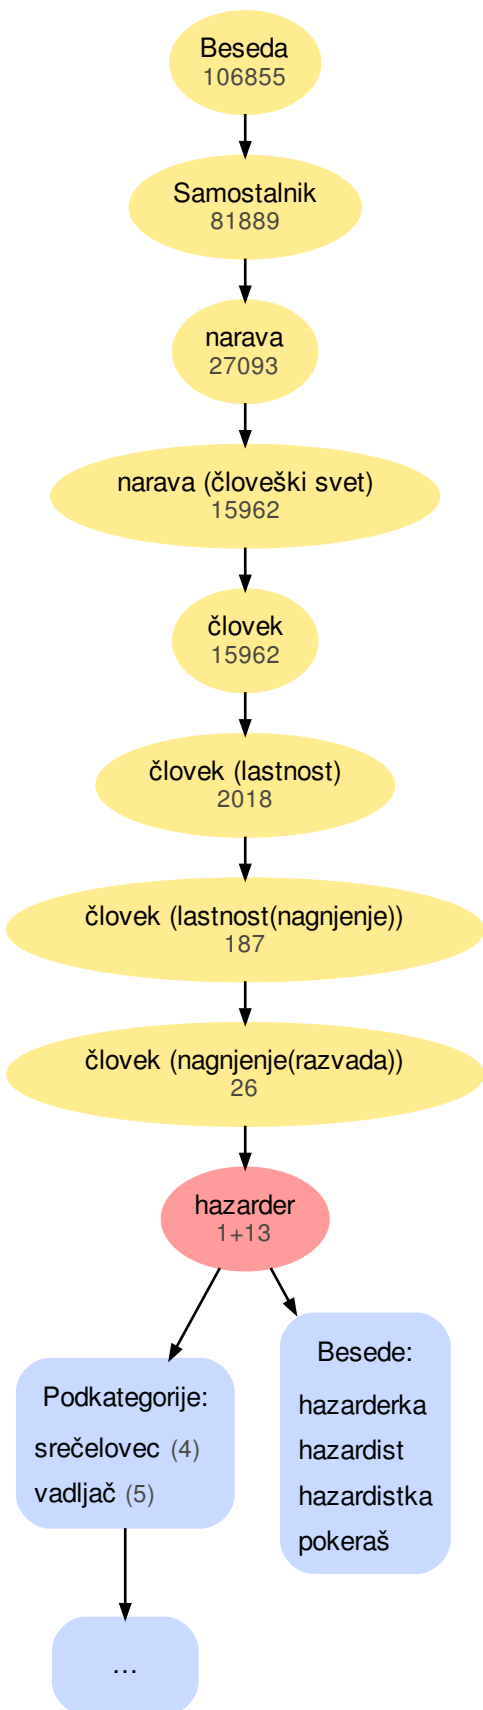 Beseda
106855
Samostalnik
81889
narava
27093
narava (človeški svet)
15962
človek
15962
človek (lastnost)
2018
človek (lastnost(nagnjenje))
187
človek (nagnjenje(razvada))
26
hazarder
1+13
Podkategorije:
srečelovec (4)
vadljač (5)
Besede:
hazarderka
hazardist
hazardistka
pokeraš
...